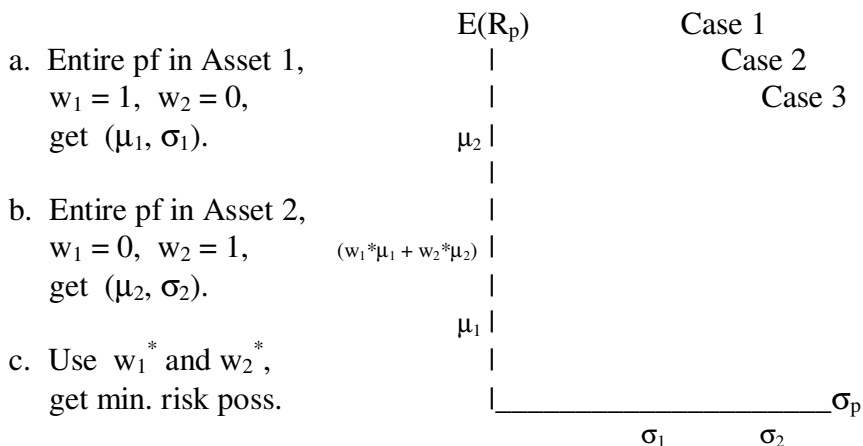 E(Rₚ) Case 1
a. Entire pf in Asset 1, | Case 2
w₁ = 1, w₂ = 0, | Case 3
get (μ₁, σ₁). μ₂ |
|
b. Entire pf in Asset 2, |
w₁ = 0, w₂ = 1, (w₁*μ₁ + w₂*μ₂) |
get (μ₂, σ₂). |
μ₁ |
c. Use w₁* and w₂*, |
get min. risk poss. |______________________σₚ
σ₁ σ₂